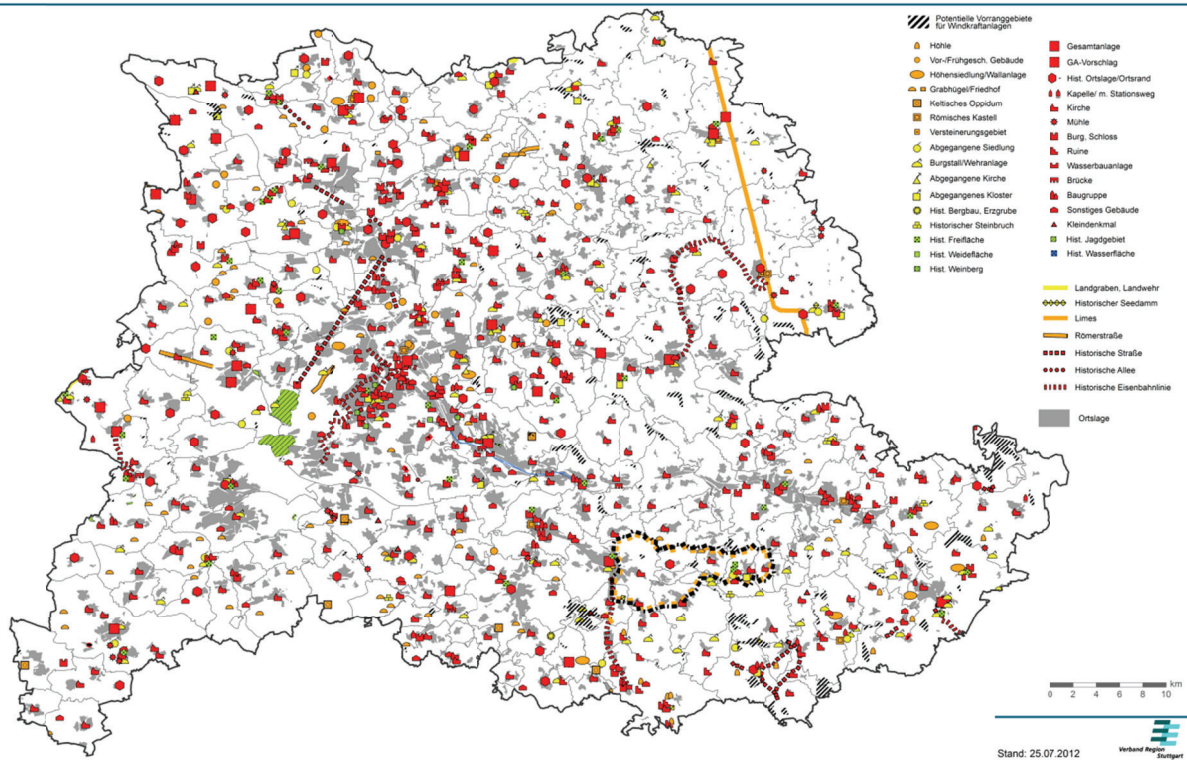 Potentielle Vorranggebiete
für Windkraftanlagen
Höhle
Vor-/Frühgesch. Gebäude
Höhensiedlung/Wallanlage
Grabhügel/Friedhof
Keltisches Oppidum
Römisches Kastell
Versteinerungsgebiet
Abgegangene Siedlung
Burgstall/Wehranlage
Abgegangene Kirche
Abgegangenes Kloster
Hist. Bergbau, Erzgrube
Historischer Steinbruch
Hist. Freifläche
Hist. Weidefläche
Hist. Weinberg
Gesamtanlage
GA-Vorschlag
Hist. Ortslage/Ortsrand
Kapelle/ m. Stationsweg
Kirche
Mühle
Burg, Schloss
Ruine
Wasserbauanlage
Brücke
Baugruppe
Sonstiges Gebäude
Kleindenkmal
Hist. Jagdgebiet
Hist. Wasserfläche
Landgraben, Landwehr
Historischer Seedamm
Limes
Römerstraße
Historische Straße
Historische Allee
Historische Eisenbahnlinie
Ortslage
km
0 2 4 6 8 10
Stand: 25.07.2012
Verband Region
Stuttgart